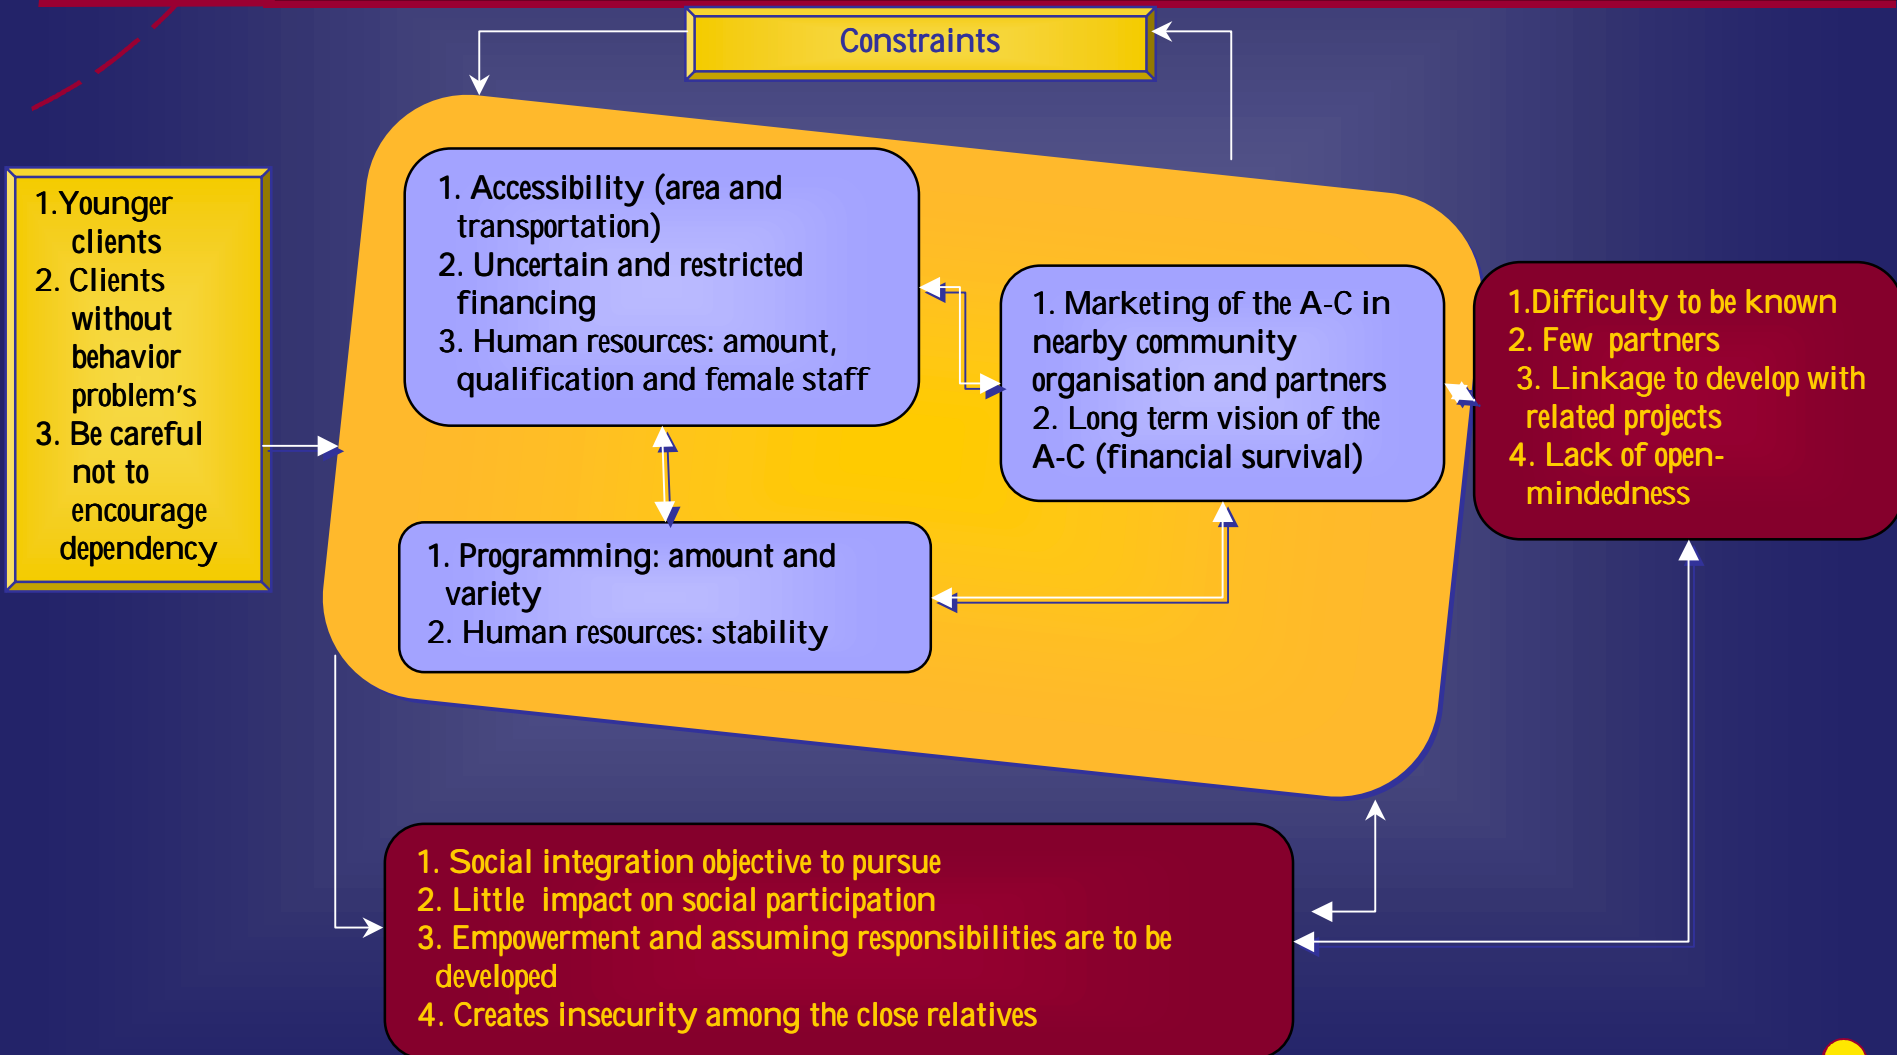 Constraints
1.Younger
clients
2. Clients
without
behavior
problem's
3. Be careful
not to
encourage
dependency
1. Accessibility (area and
transportation)
2. Uncertain and restricted
financing
3. Human resources: amount,
qualification and female staff
1. Programming: amount and
variety
2. Human resources: stability
1. Marketing of the A-C in
nearby community
organisation and partners
2. Long term vision of the
A-C (financial survival)
1.Difficulty to be known
2. Few partners
3. Linkage to develop with
related projects
4. Lack of open-
mindedness
1. Social integration objective to pursue
2. Little impact on social participation
3. Empowerment and assuming responsibilities are to be
developed
4. Creates insecurity among the close relatives